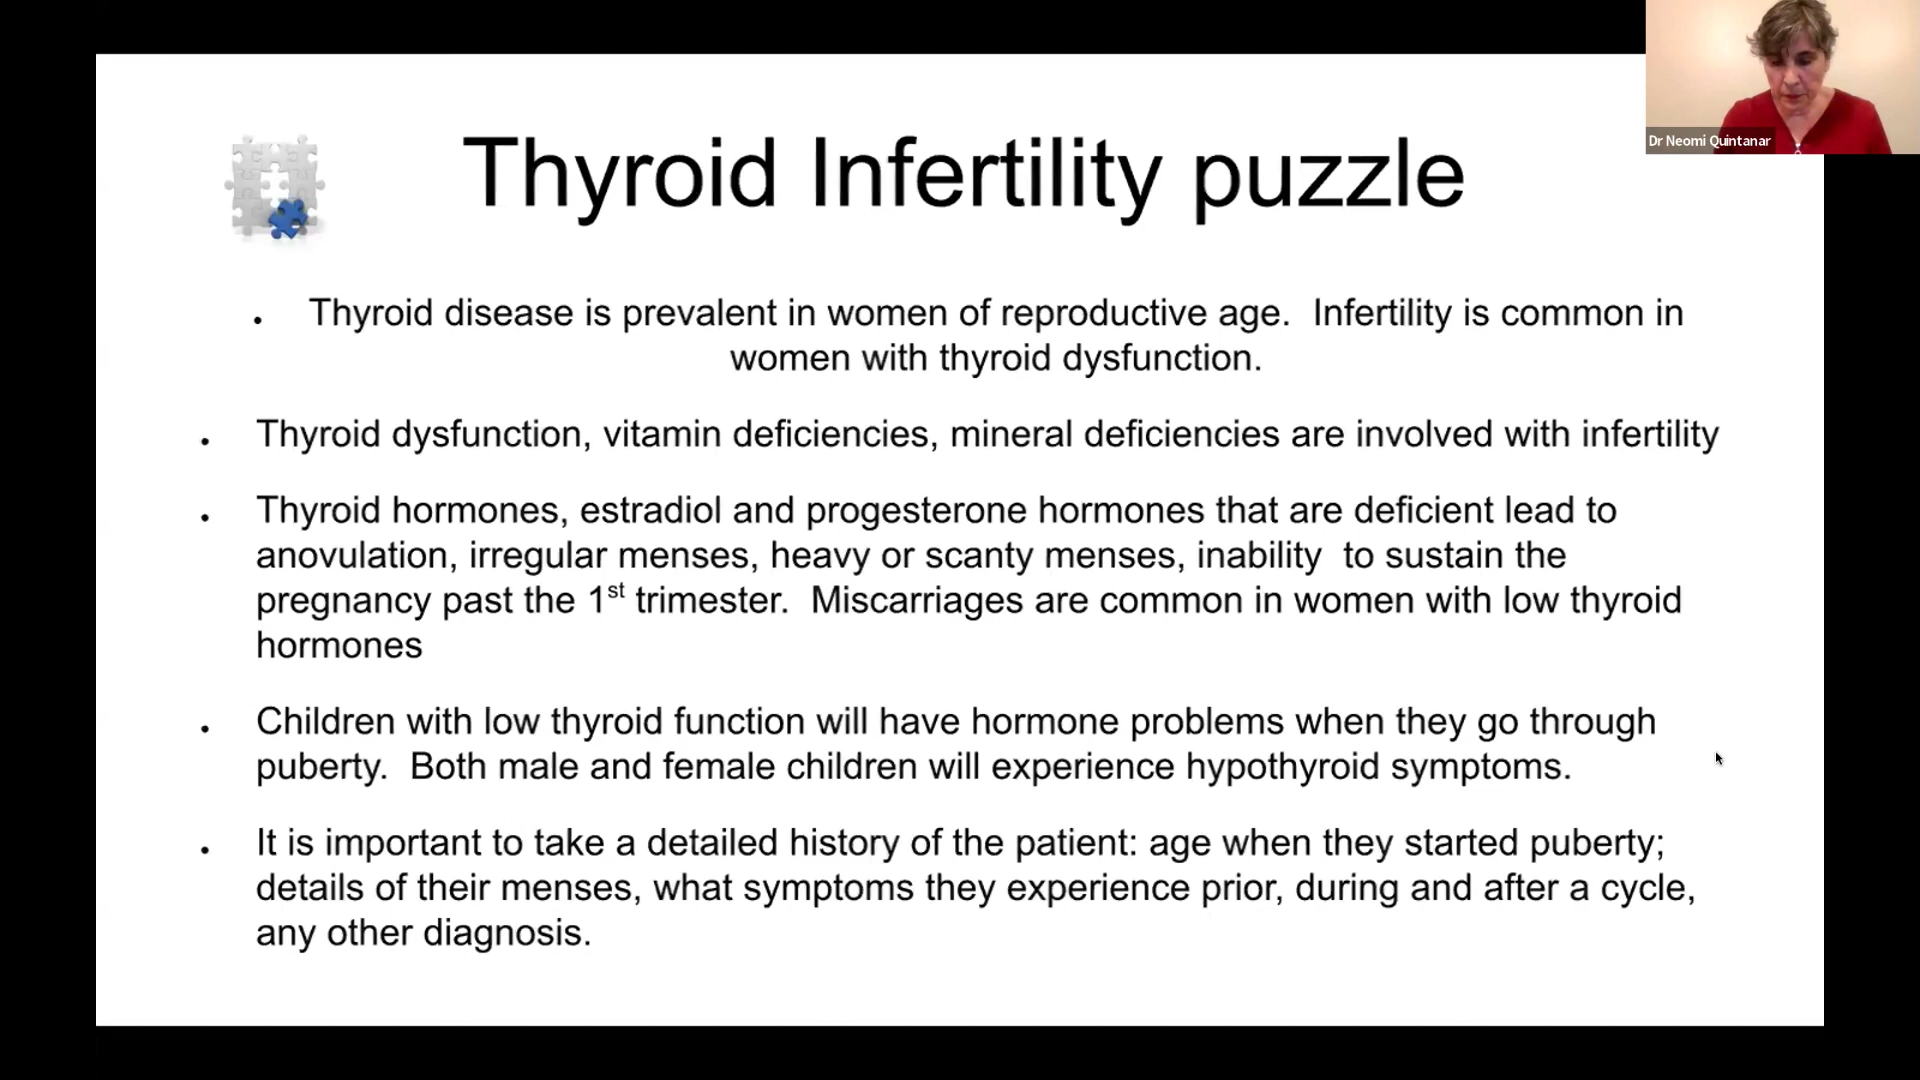 Dr Neomi Quintanar
Thyroid Infertility puzzle
• Thyroid disease is prevalent in women of reproductive age.  Infertility is common in
women with thyroid dysfunction.
• Thyroid dysfunction, vitamin deficiencies, mineral deficiencies are involved with infertility
• Thyroid hormones, estradiol and progesterone hormones that are deficient lead to
anovulation, irregular menses, heavy or scanty menses, inability  to sustain the
pregnancy past the 1st trimester.  Miscarriages are common in women with low thyroid
hormones
• Children with low thyroid function will have hormone problems when they go through
puberty.  Both male and female children will experience hypothyroid symptoms.
• It is important to take a detailed history of the patient: age when they started puberty;
details of their menses, what symptoms they experience prior, during and after a cycle,
any other diagnosis.